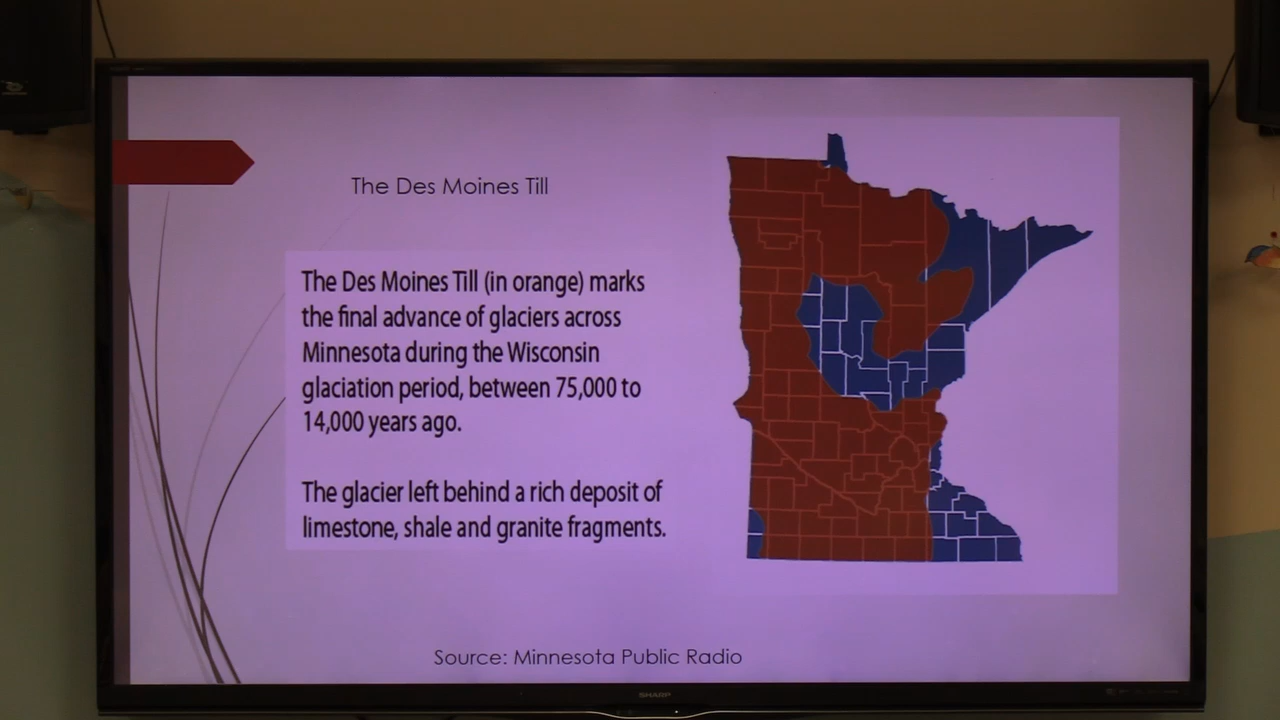 The Des Moines Till
The Des Moines Till (in orange) marks
the final advance of glaciers across
Minnesota during the Wisconsin
glaciation period, between 75,000 to
14,000 years ago.
The glacier left behind a rich deposit of
limestone, shale and granite fragments.
Source: Minnesota Public Radio
SHARP